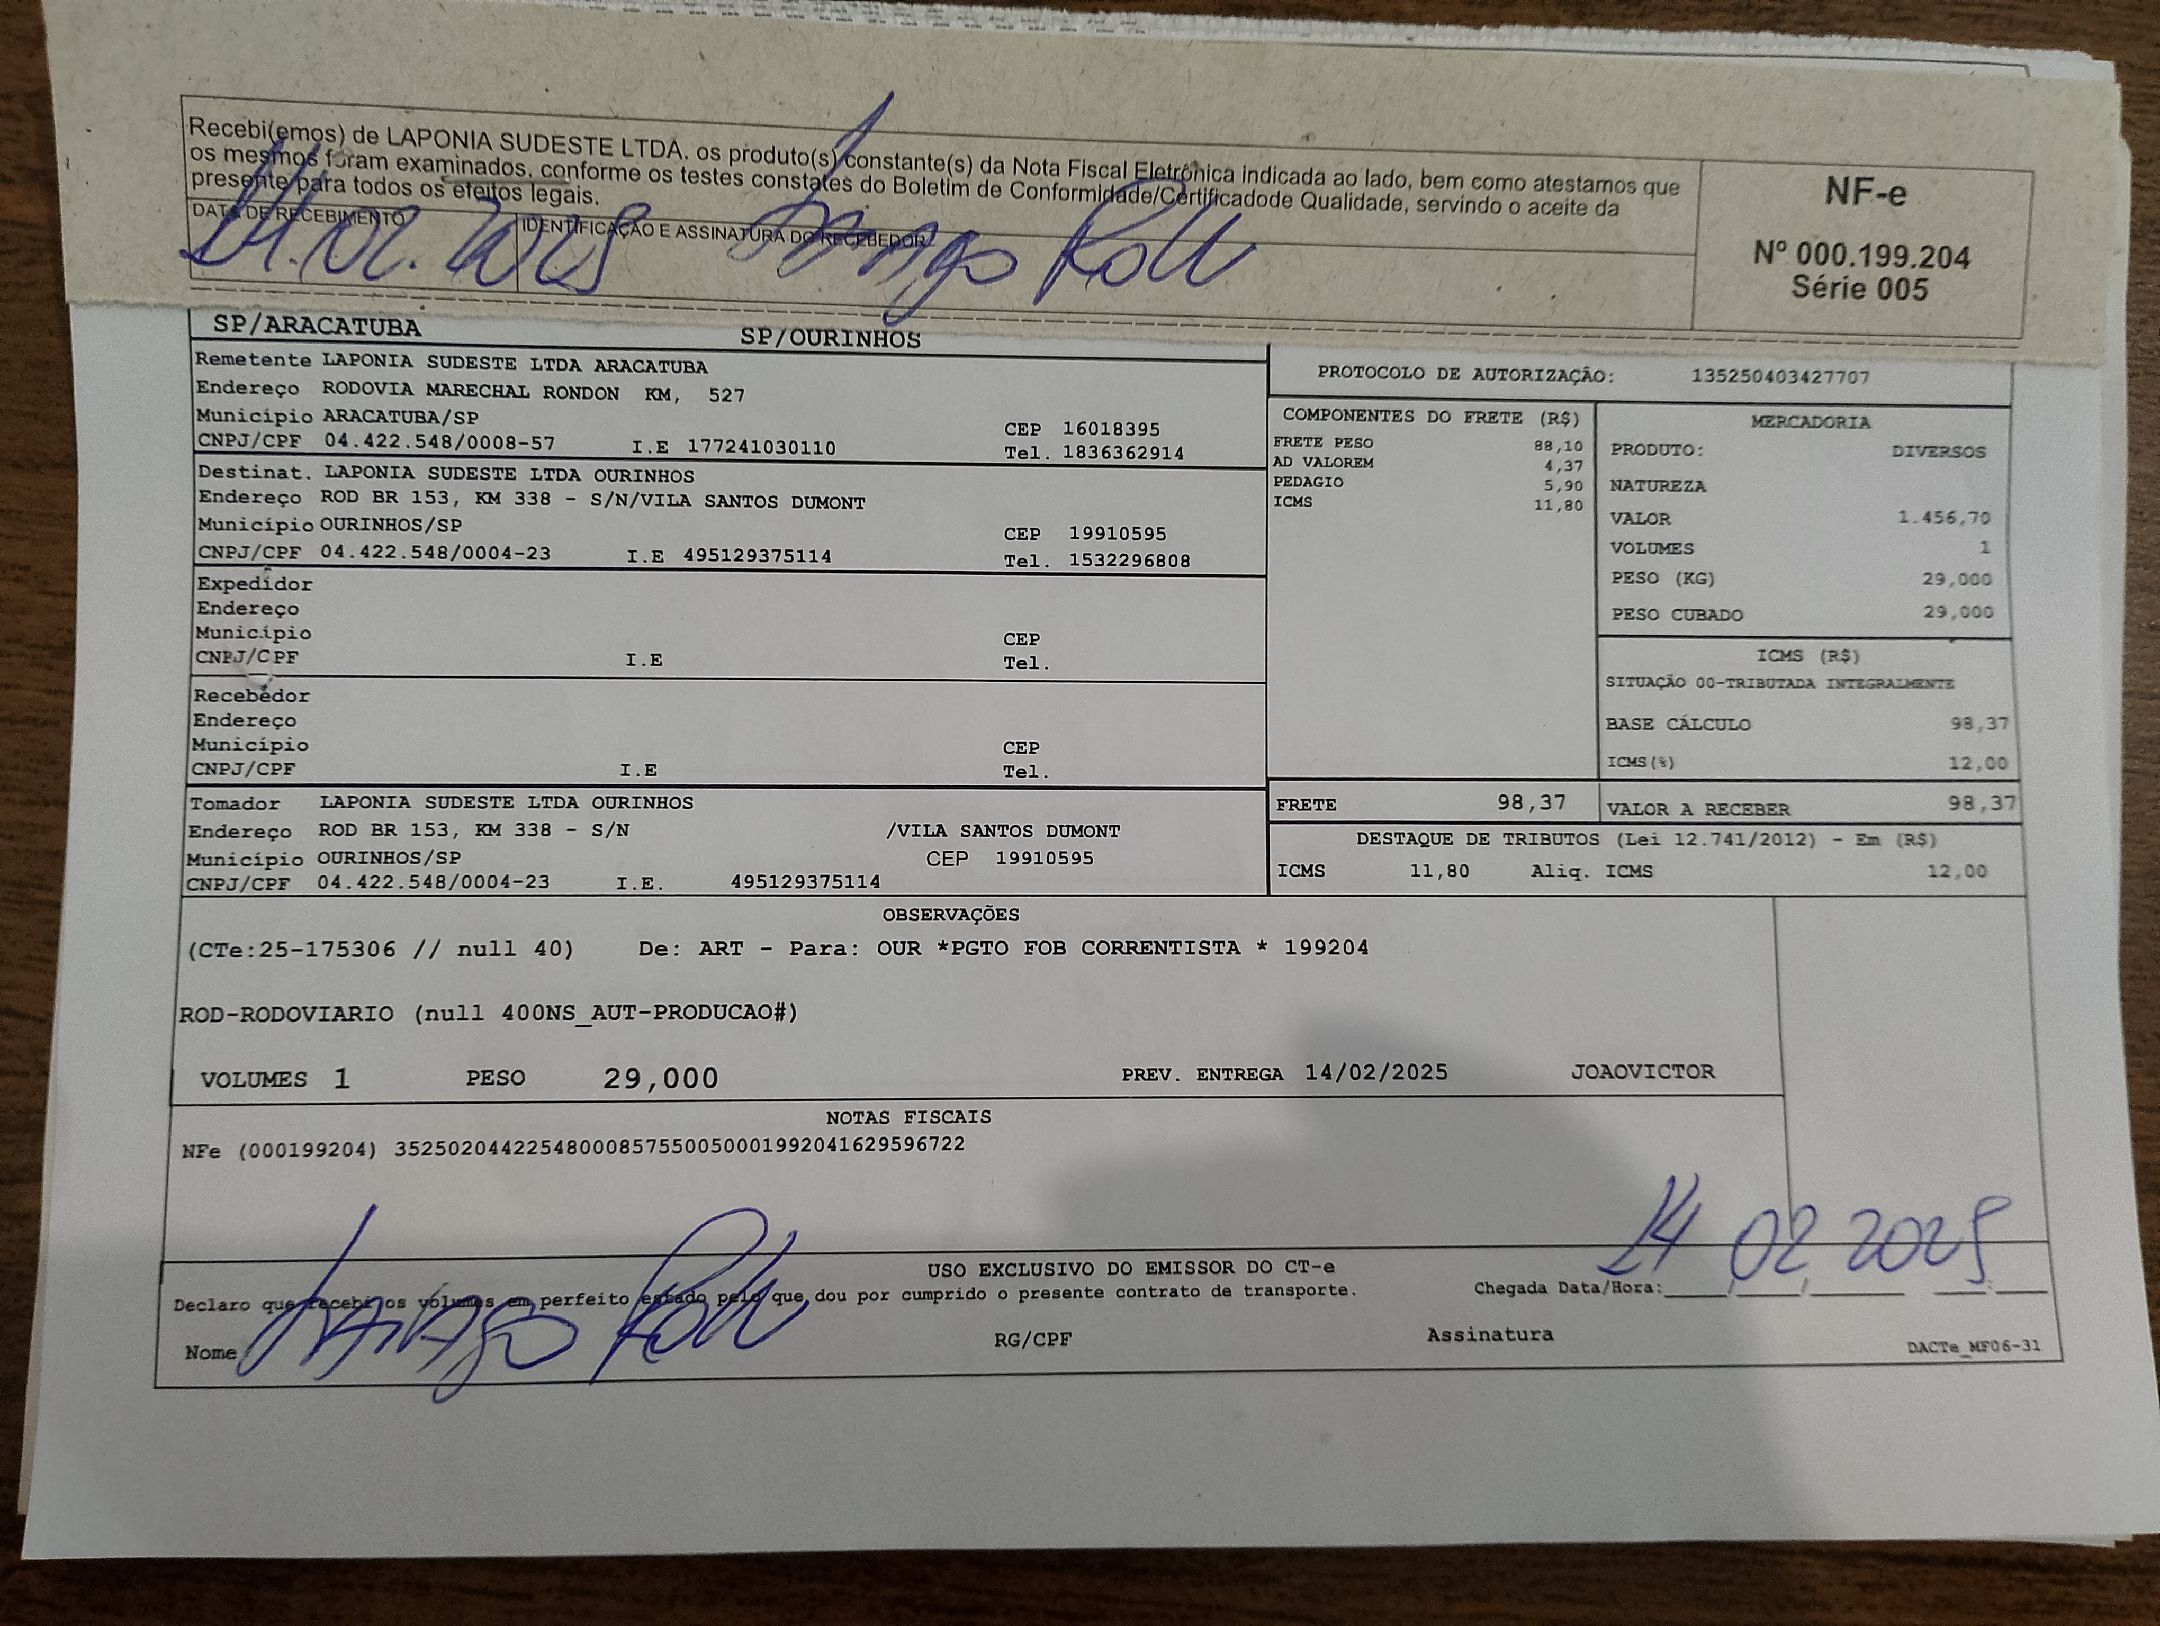 Recebi(emos) de LAPONIA SUDESTE LTDA. os produto(s) constante(s) da Nota Fiscal Eletrônica indicada ao lado, bem como atestamos que
os mesmos foram examinados, conforme os testes constates do Boletim de Conformidade/Certificadode Qualidade, servindo o aceite da
presente para todos os efeitos legais.
DATA DE RECEBIMENTO IDENTIFICAÇÃO E ASSINATURA DO RECEBEDOR
14.02.2025
NF-e
Nº 000.199.204
Série 005
SP/ARACATUBA SP/OURINHOS
Remetente LAPONIA SUDESTE LTDA ARACATUBA
Endereço RODOVIA MARECHAL RONDON KM, 527
Município ARACATUBA/SP CEP 16018395
CNPJ/CPF 04.422.548/0008-57 I.E 177241030110 Tel. 1836362914
Destinat. LAPONIA SUDESTE LTDA OURINHOS
Endereço ROD BR 153, KM 338 - S/N/VILA SANTOS DUMONT
Município OURINHOS/SP CEP 19910595
CNPJ/CPF 04.422.548/0004-23 I.E 495129375114 Tel. 1532296808
Expedidor
Endereço
Município CEP
CNPJ/CPF I.E Tel.
Recebedor
Endereço
Município CEP
CNPJ/CPF I.E Tel.
Tomador LAPONIA SUDESTE LTDA OURINHOS
Endereço ROD BR 153, KM 338 - S/N /VILA SANTOS DUMONT
Município OURINHOS/SP CEP 19910595
CNPJ/CPF 04.422.548/0004-23 I.E. 495129375114
PROTOCOLO DE AUTORIZAÇÃO: 135250403427707
COMPONENTES DO FRETE (R$)
FRETE PESO 88,10
AD VALOREM 4,37
PEDAGIO 5,90
ICMS 11,80
MERCADORIA
PRODUTO: DIVERSOS
NATUREZA
VALOR 1.456,70
VOLUMES 1
PESO (KG) 29,000
PESO CUBADO 29,000
ICMS (R$)
SITUAÇÃO 00-TRIBUTADA INTEGRALMENTE
BASE CÁLCULO 98,37
ICMS(%) 12,00
FRETE 98,37 VALOR A RECEBER 98,37
DESTAQUE DE TRIBUTOS (Lei 12.741/2012) - Em (R$)
ICMS 11,80 Aliq. ICMS 12,00
OBSERVAÇÕES
(CTe:25-175306 // null 40) De: ART - Para: OUR *PGTO FOB CORRENTISTA * 199204
ROD-RODOVIARIO (null 400NS_AUT-PRODUCAO#)
VOLUMES 1 PESO 29,000 PREV. ENTREGA 14/02/2025 JOAOVICTOR
NOTAS FISCAIS
NFe (000199204) 35250204422548000857550050001992041629596722
14 02 2025
USO EXCLUSIVO DO EMISSOR DO CT-e
Declaro que recebi os volumes em perfeito estado pelo que dou por cumprido o presente contrato de transporte. Chegada Data/Hora:
Nome RG/CPF Assinatura
DACTe_MF06-31